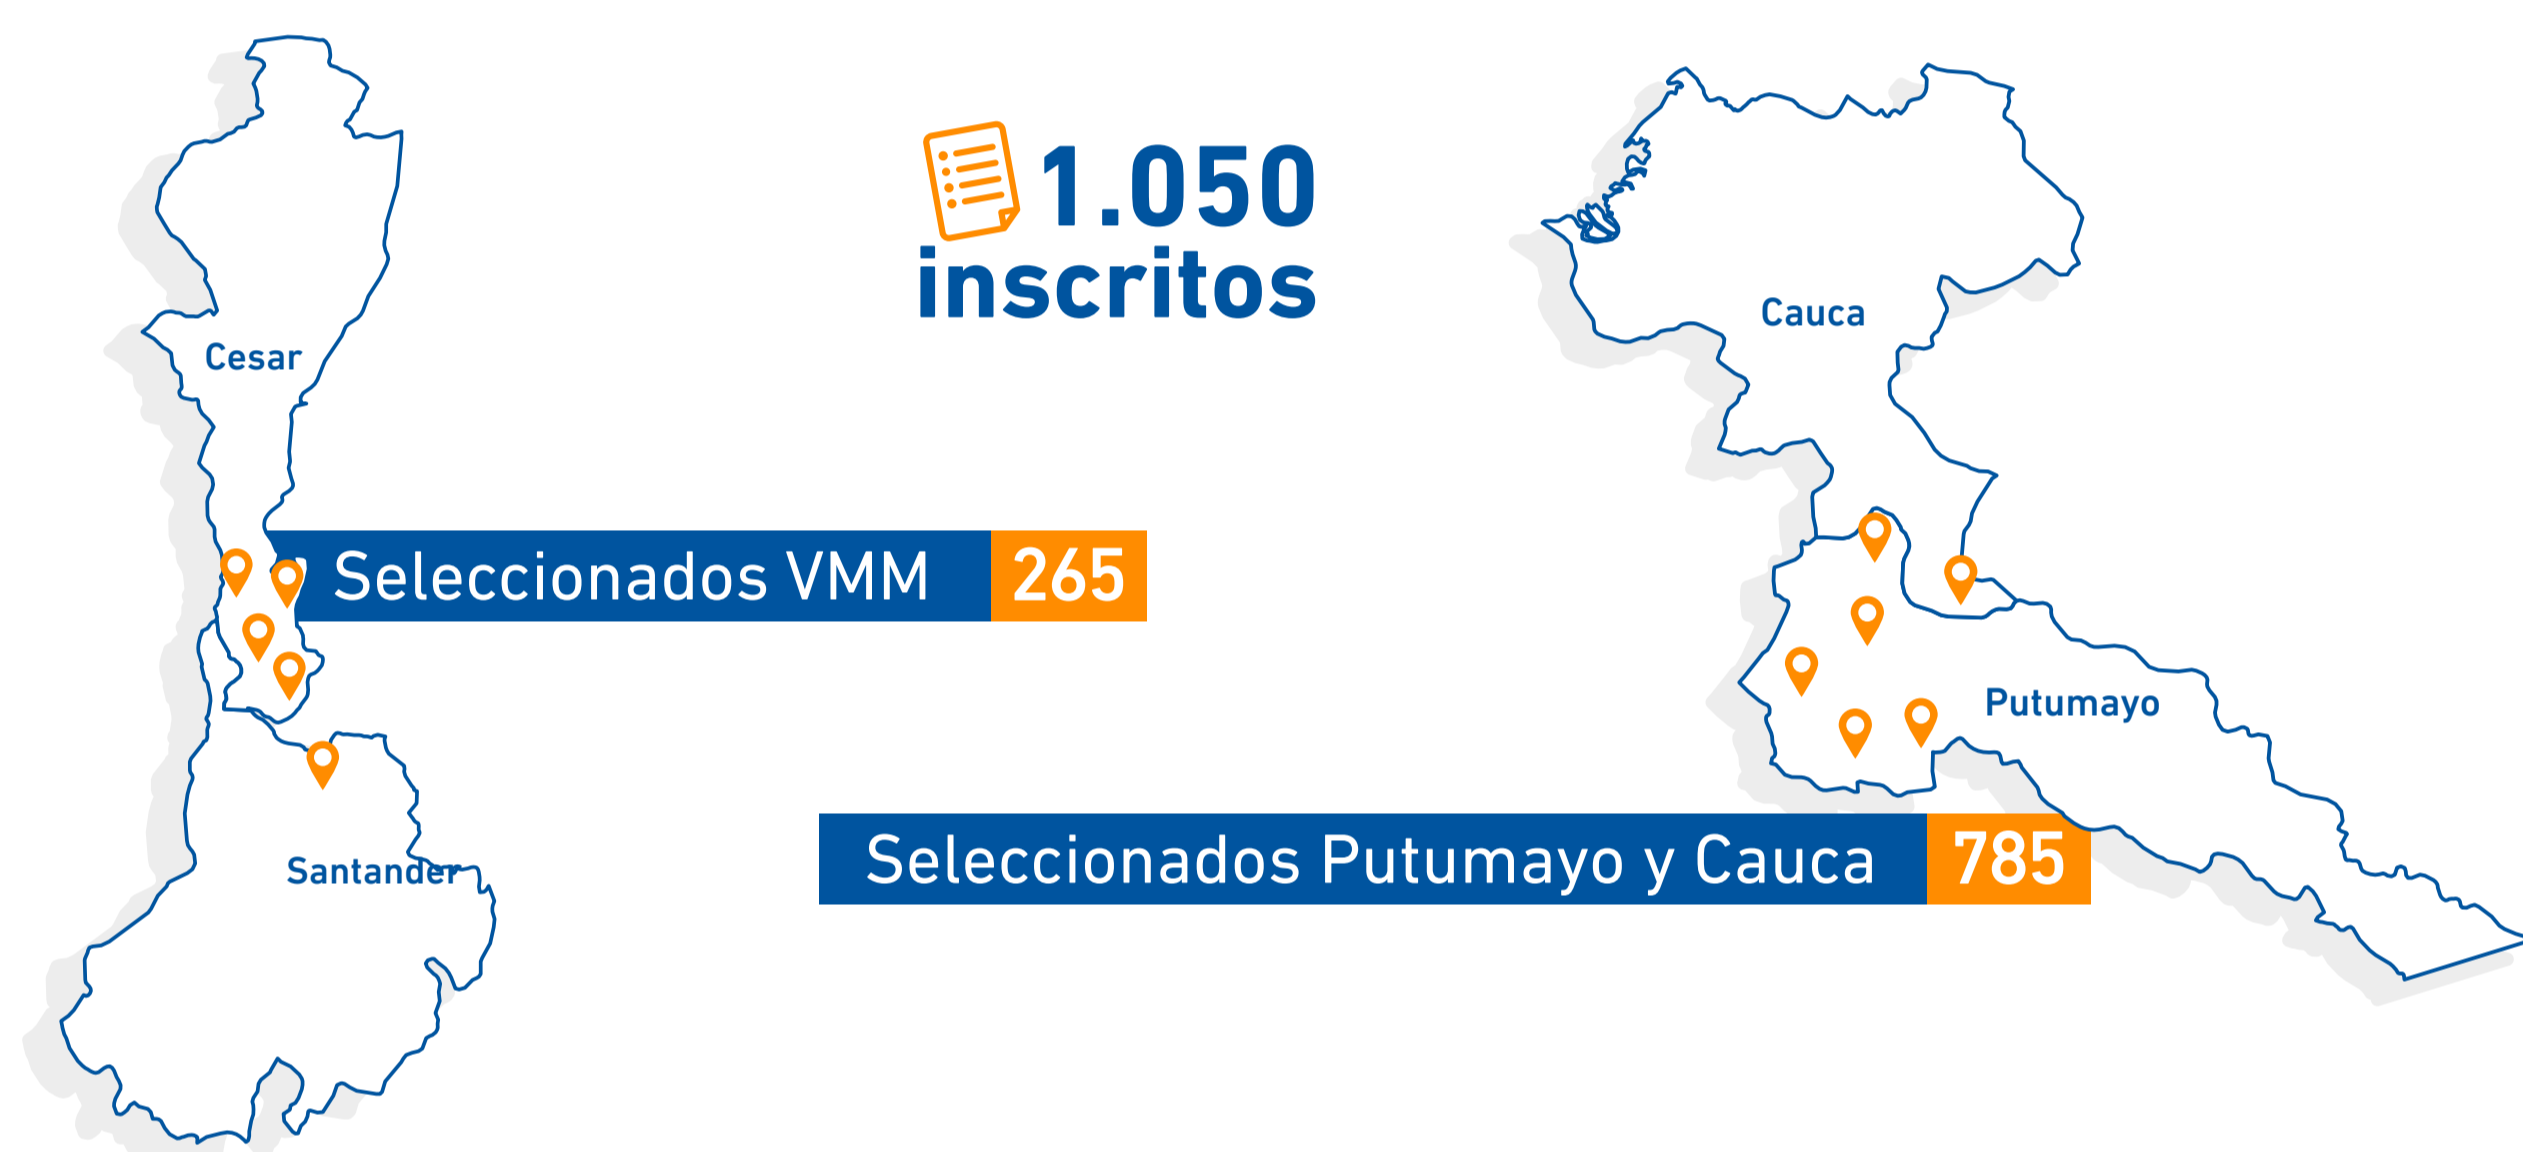 1.050
inscritos
Cesar
Cauca
Seleccionados VMM 265
Putumayo
Seleccionados Putumayo y Cauca 785
Santander